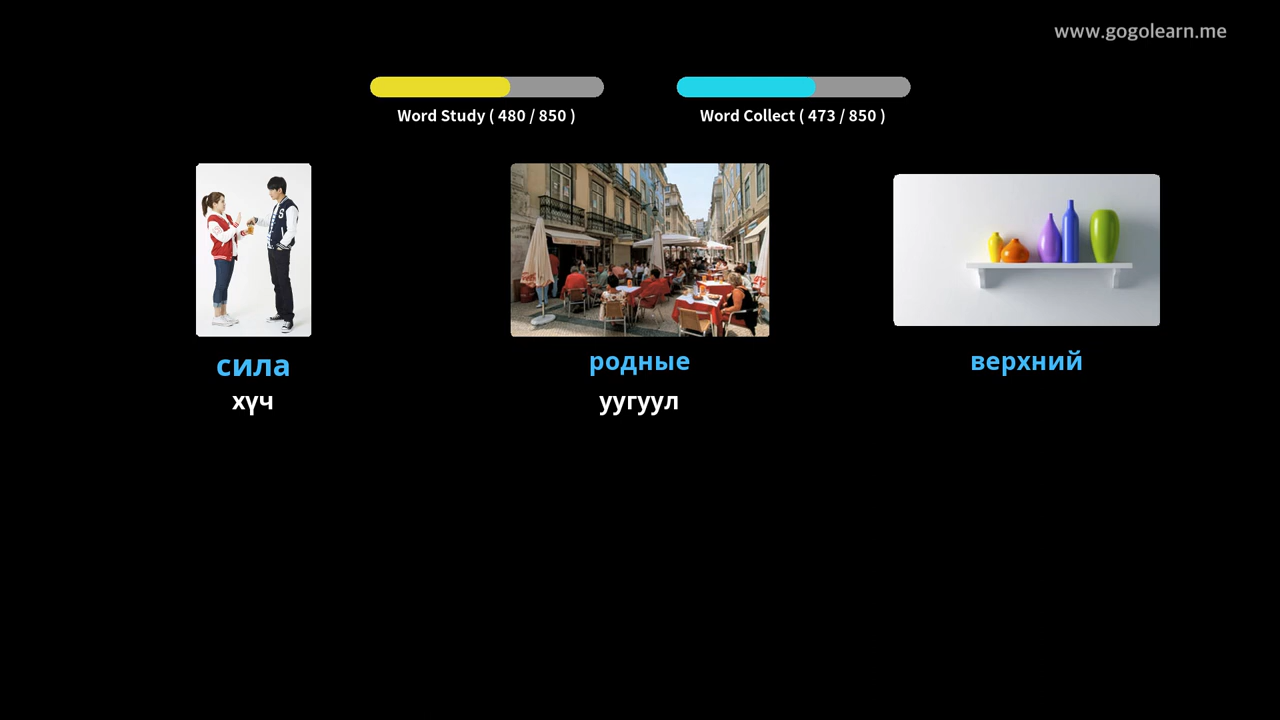 www.gogolearn.me
Word Study ( 480 / 850 )
Word Collect ( 473 / 850 )
сила
хүч
родные
уугуул
верхний